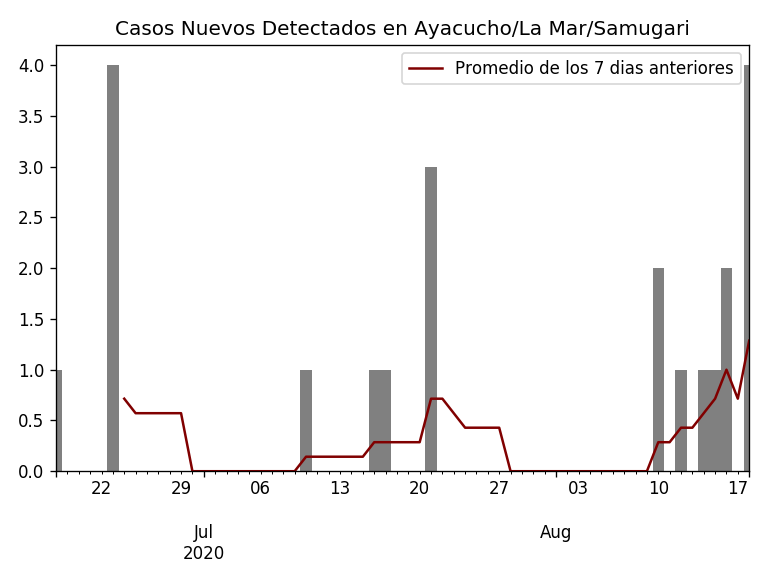 Casos Nuevos Detectados en Ayacucho/La Mar/Samugari
Promedio de los 7 dias anteriores
4.0
3.5
3.0
2.5
2.0
1.5
1.0
0.5
0.0
22 29 06 13 20 27 03 10 17
Jul Aug
2020